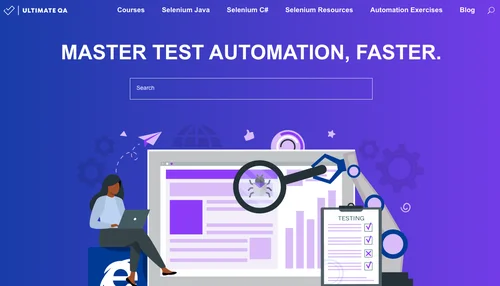 ULTIMATE QA
Courses
Selenium Java
Selenium C#
Selenium Resources
Automation Exercises
Blog
MASTER TEST AUTOMATION, FASTER.
Search
TESTING